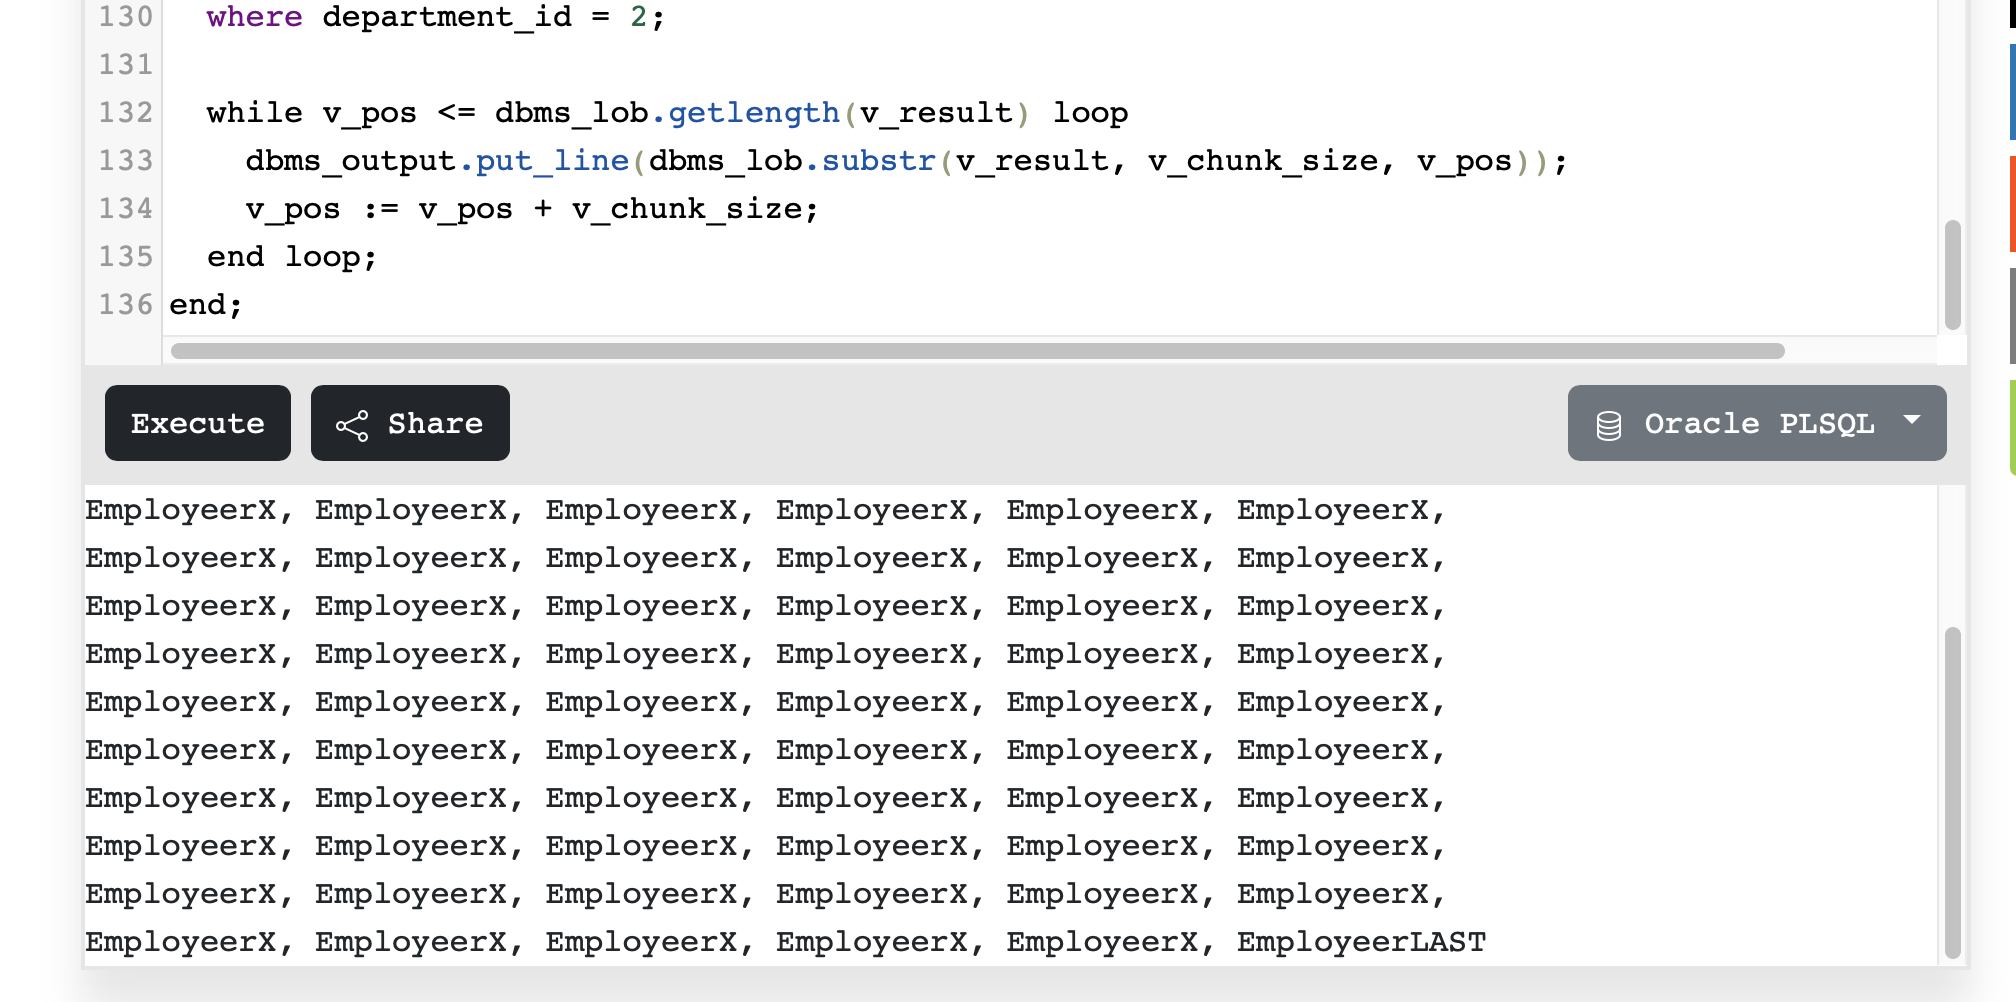 130 where department_id = 2;
131
132 while v_pos <= dbms_lob.getlength(v_result) loop
133 dbms_output.put_line(dbms_lob.substr(v_result, v_chunk_size, v_pos));
134 v_pos := v_pos + v_chunk_size;
135 end loop;
136 end;
Execute Share Oracle PLSQL
EmployeerX, EmployeerX, EmployeerX, EmployeerX, EmployeerX, EmployeerX,
EmployeerX, EmployeerX, EmployeerX, EmployeerX, EmployeerX, EmployeerX,
EmployeerX, EmployeerX, EmployeerX, EmployeerX, EmployeerX, EmployeerX,
EmployeerX, EmployeerX, EmployeerX, EmployeerX, EmployeerX, EmployeerX,
EmployeerX, EmployeerX, EmployeerX, EmployeerX, EmployeerX, EmployeerX,
EmployeerX, EmployeerX, EmployeerX, EmployeerX, EmployeerX, EmployeerX,
EmployeerX, EmployeerX, EmployeerX, EmployeerX, EmployeerX, EmployeerX,
EmployeerX, EmployeerX, EmployeerX, EmployeerX, EmployeerX, EmployeerX,
EmployeerX, EmployeerX, EmployeerX, EmployeerX, EmployeerX, EmployeerX,
EmployeerX, EmployeerX, EmployeerX, EmployeerX, EmployeerX, EmployeerLAST